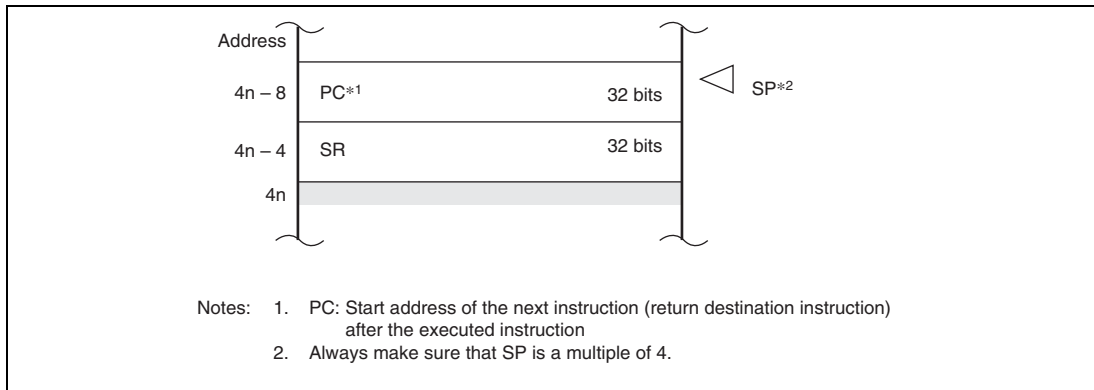 Address
4n – 8 PC*1 32 bits SP*2
4n – 4 SR 32 bits
4n
Notes: 1. PC: Start address of the next instruction (return destination instruction)
after the executed instruction
2. Always make sure that SP is a multiple of 4.